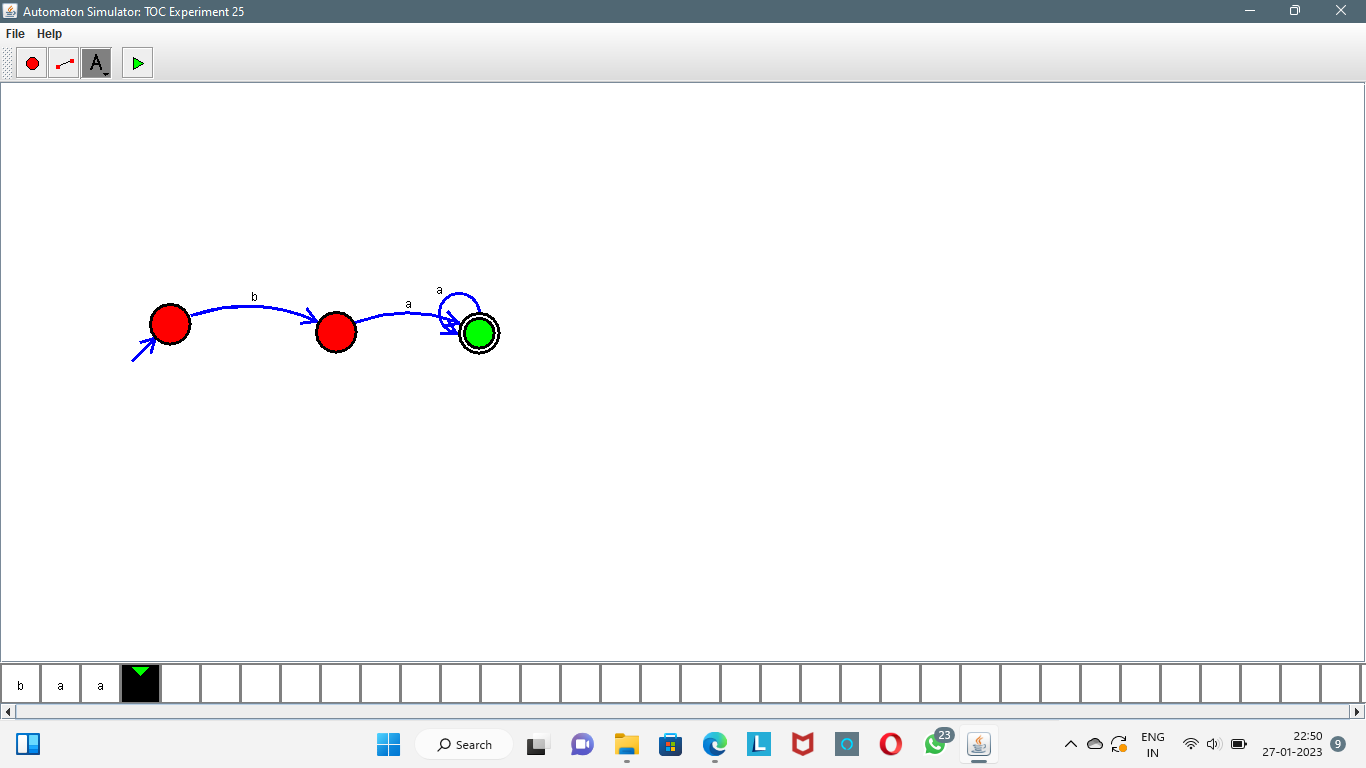 Automaton Simulator: TOC Experiment 25
File Help
A
b
a
a
b a a
Search
L
23
ENG
IN
22:50
27-01-2023
9